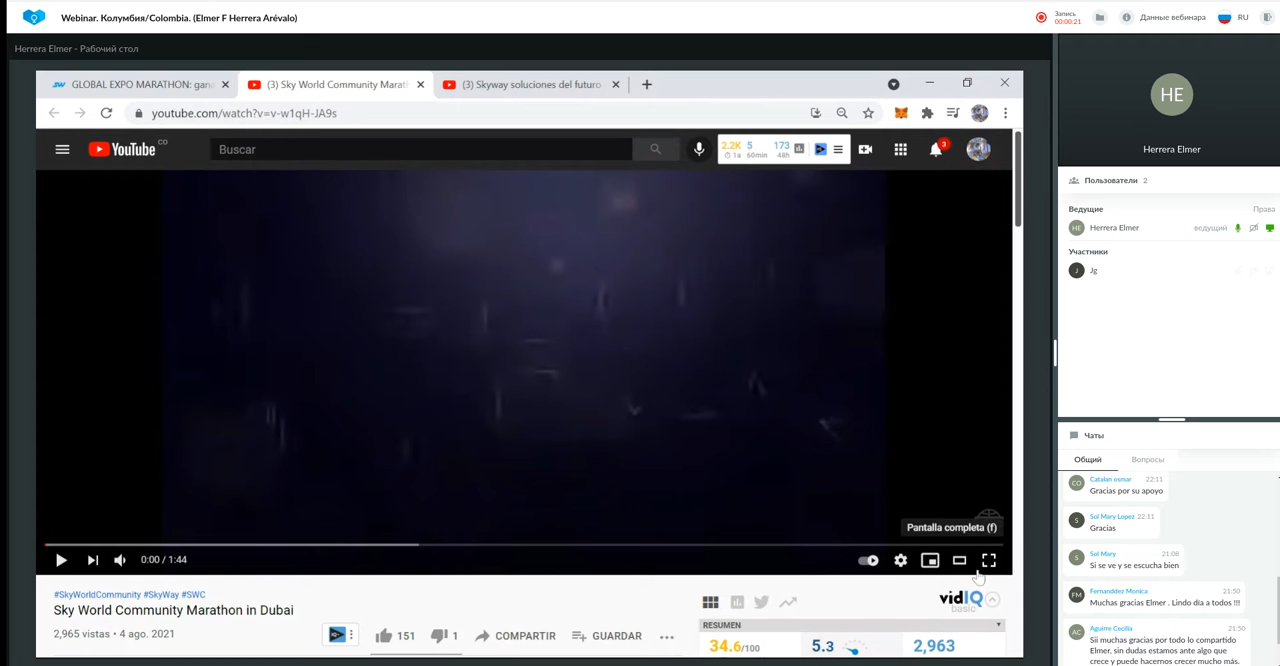 Webinar. Колумбия/Colombia. (Elmer F Herrera Arévalo)
Запись
00:00:21
Данные вебинара
RU
Herrera Elmer - Рабочий стол
GLOBAL EXPO MARATHON: gana
(3) Sky World Community Marat
(3) Skyway soluciones del futuro
youtube.com/watch?v=v-w1qH-JA9s
YouTube CO
Buscar
2.2K 5 173
1a 60min 48h
3
Pantalla completa (f)
0:00 / 1:44
#SkyWorldCommunity #SkyWay #SWC
Sky World Community Marathon in Dubai
2,965 vistas • 4 ago. 2021
151
1
COMPARTIR
GUARDAR
vidIQ
basic
RESUMEN
34.6/100
5.3
2,963
HE
Herrera Elmer
Пользователи 2
Ведущие
Права
HE
Herrera Elmer
ведущий
Участники
J
Jg
Чаты
Общий
Вопросы
CO
Catalan osmar 22:11
Gracias por su apoyo
S
Sol Mary Lopez 22:11
Gracias
S
Sol Mary 21:08
Si se ve y se escucha bien
FM
Fernanddez Monica 21:50
Muchas gracias Elmer . Lindo día a todos !!!
AC
Aguirre Cecilia 21:50
Sii muchas gracias por todo lo compartido
Elmer, sin dudas estamos ante algo que
crece y puede hacernos crecer mucho más.